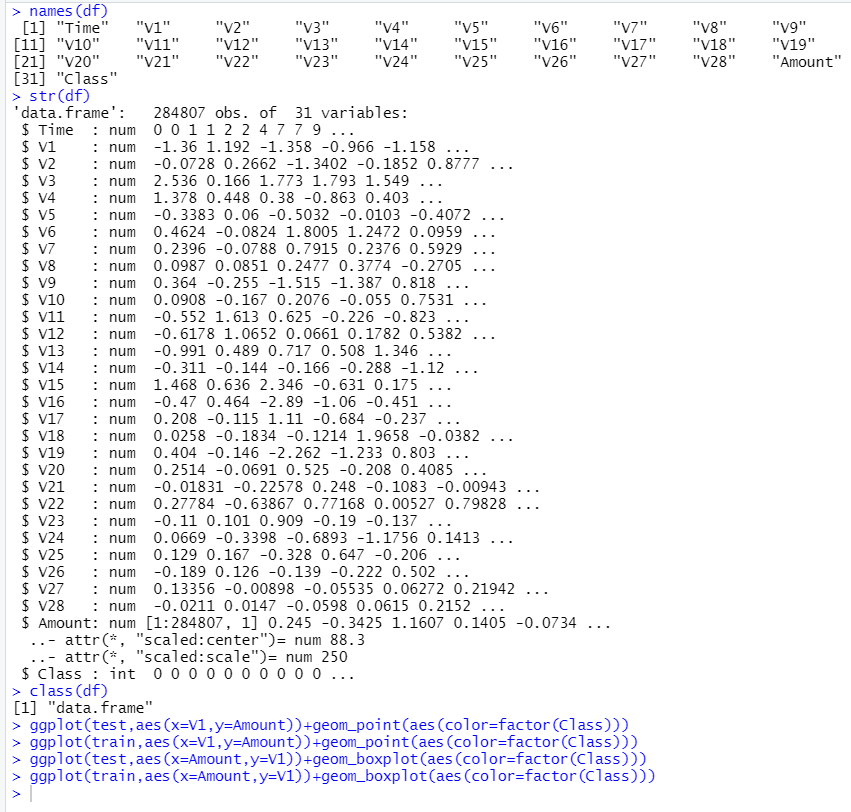 > names(df)
 [1] "Time"   "V1"     "V2"     "V3"     "V4"     "V5"     "V6"     "V7"     "V8"     "V9"
[11] "V10"    "V11"    "V12"    "V13"    "V14"    "V15"    "V16"    "V17"    "V18"    "V19"
[21] "V20"    "V21"    "V22"    "V23"    "V24"    "V25"    "V26"    "V27"    "V28"    "Amount"
[31] "Class"
> str(df)
'data.frame':   284807 obs. of  31 variables:
 $ Time  : num  0 0 1 1 2 2 4 7 7 9 ...
 $ V1    : num  -1.36 1.192 -1.358 -0.966 -1.158 ...
 $ V2    : num  -0.0728 0.2662 -1.3402 -0.1852 0.8777 ...
 $ V3    : num  2.536 0.166 1.773 1.793 1.549 ...
 $ V4    : num  1.378 0.448 0.38 -0.863 0.403 ...
 $ V5    : num  -0.3383 0.06 -0.5032 -0.0103 -0.4072 ...
 $ V6    : num  0.4624 -0.0824 1.8005 1.2472 0.0959 ...
 $ V7    : num  0.2396 -0.0788 0.7915 0.2376 0.5929 ...
 $ V8    : num  0.0987 0.0851 0.2477 0.3774 -0.2705 ...
 $ V9    : num  0.364 -0.255 -1.515 -1.387 0.818 ...
 $ V10   : num  0.0908 -0.167 0.2076 -0.055 0.7531 ...
 $ V11   : num  -0.552 1.613 0.625 -0.226 -0.823 ...
 $ V12   : num  -0.6178 1.0652 0.0661 0.1782 0.5382 ...
 $ V13   : num  -0.991 0.489 0.717 0.508 1.346 ...
 $ V14   : num  -0.311 -0.144 -0.166 -0.288 -1.12 ...
 $ V15   : num  1.468 0.636 2.346 -0.631 0.175 ...
 $ V16   : num  -0.47 0.464 -2.89 -1.06 -0.451 ...
 $ V17   : num  0.208 -0.115 1.11 -0.684 -0.237 ...
 $ V18   : num  0.0258 -0.1834 -0.1214 1.9658 -0.0382 ...
 $ V19   : num  0.404 -0.146 -2.262 -1.233 0.803 ...
 $ V20   : num  0.2514 -0.0691 0.525 -0.208 0.4085 ...
 $ V21   : num  -0.01831 -0.22578 0.248 -0.1083 -0.00943 ...
 $ V22   : num  0.27784 -0.63867 0.77168 0.00527 0.79828 ...
 $ V23   : num  -0.11 0.101 0.909 -0.19 -0.137 ...
 $ V24   : num  0.0669 -0.3398 -0.6893 -1.1756 0.1413 ...
 $ V25   : num  0.129 0.167 -0.328 0.647 -0.206 ...
 $ V26   : num  -0.189 0.126 -0.139 -0.222 0.502 ...
 $ V27   : num  0.13356 -0.00898 -0.05535 0.06272 0.21942 ...
 $ V28   : num  -0.0211 0.0147 -0.0598 0.0615 0.2152 ...
 $ Amount: num [1:284807, 1] 0.245 -0.3425 1.1607 0.1405 -0.0734 ...
  ..- attr(*, "scaled:center")= num 88.3
  ..- attr(*, "scaled:scale")= num 250
 $ Class : int  0 0 0 0 0 0 0 0 0 0 ...
> class(df)
[1] "data.frame"
> ggplot(test,aes(x=V1,y=Amount))+geom_point(aes(color=factor(Class)))
> ggplot(train,aes(x=V1,y=Amount))+geom_point(aes(color=factor(Class)))
> ggplot(test,aes(x=Amount,y=V1))+geom_boxplot(aes(color=factor(Class)))
> ggplot(train,aes(x=Amount,y=V1))+geom_boxplot(aes(color=factor(Class)))
>